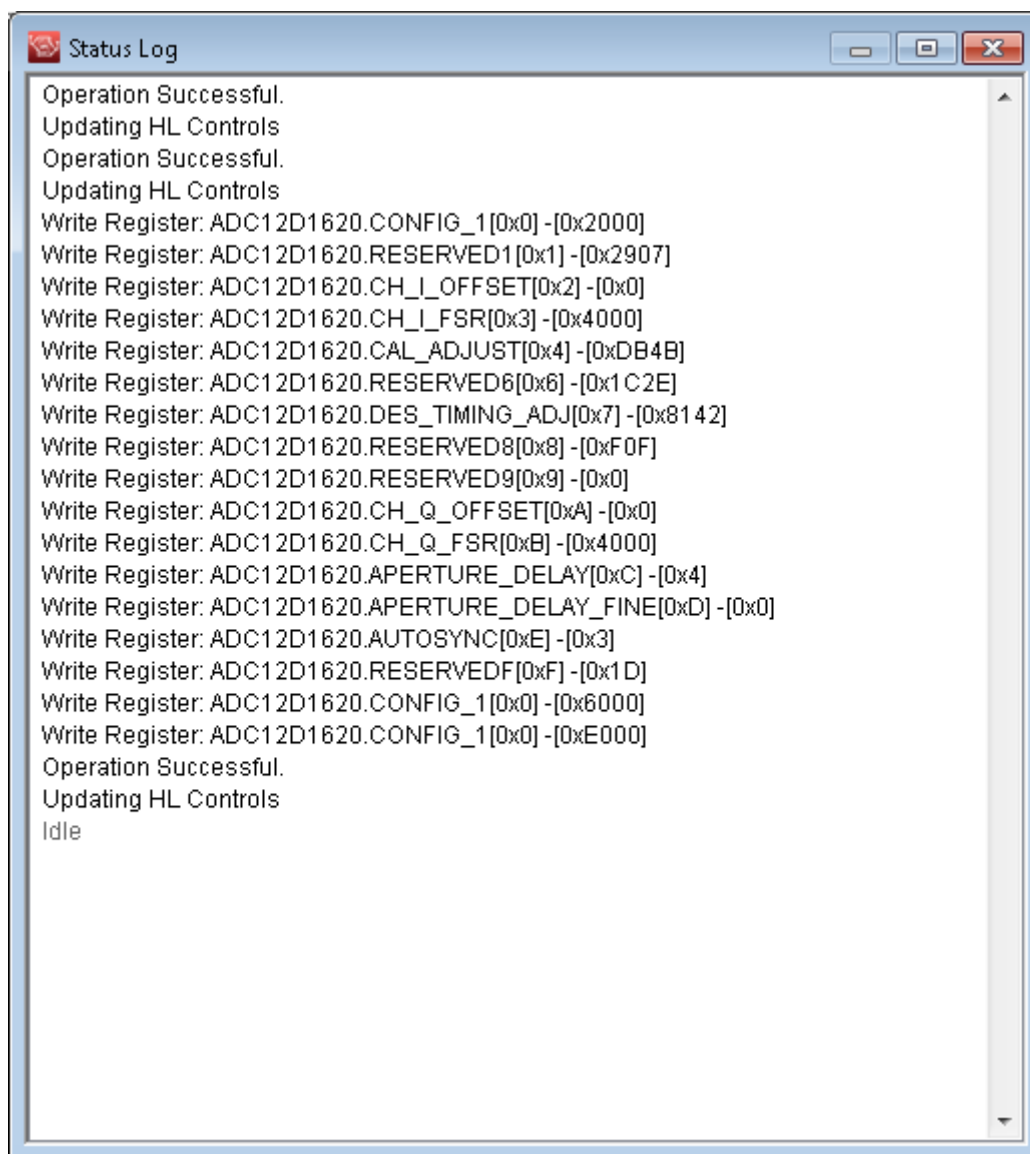 Status Log
Operation Successful.
Updating HL Controls
Operation Successful.
Updating HL Controls
Write Register: ADC12D1620.CONFIG_1[0x0] -[0x2000]
Write Register: ADC12D1620.RESERVED1[0x1] -[0x2907]
Write Register: ADC12D1620.CH_I_OFFSET[0x2] -[0x0]
Write Register: ADC12D1620.CH_I_FSR[0x3] -[0x4000]
Write Register: ADC12D1620.CAL_ADJUST[0x4] -[0xDB4B]
Write Register: ADC12D1620.RESERVED6[0x6] -[0x1C2E]
Write Register: ADC12D1620.DES_TIMING_ADJ[0x7] -[0x8142]
Write Register: ADC12D1620.RESERVED8[0x8] -[0xF0F]
Write Register: ADC12D1620.RESERVED9[0x9] -[0x0]
Write Register: ADC12D1620.CH_Q_OFFSET[0xA] -[0x0]
Write Register: ADC12D1620.CH_Q_FSR[0xB] -[0x4000]
Write Register: ADC12D1620.APERTURE_DELAY[0xC] -[0x4]
Write Register: ADC12D1620.APERTURE_DELAY_FINE[0xD] -[0x0]
Write Register: ADC12D1620.AUTOSYNC[0xE] -[0x3]
Write Register: ADC12D1620.RESERVEDF[0xF] -[0x1D]
Write Register: ADC12D1620.CONFIG_1[0x0] -[0x6000]
Write Register: ADC12D1620.CONFIG_1[0x0] -[0xE000]
Operation Successful.
Updating HL Controls
Idle